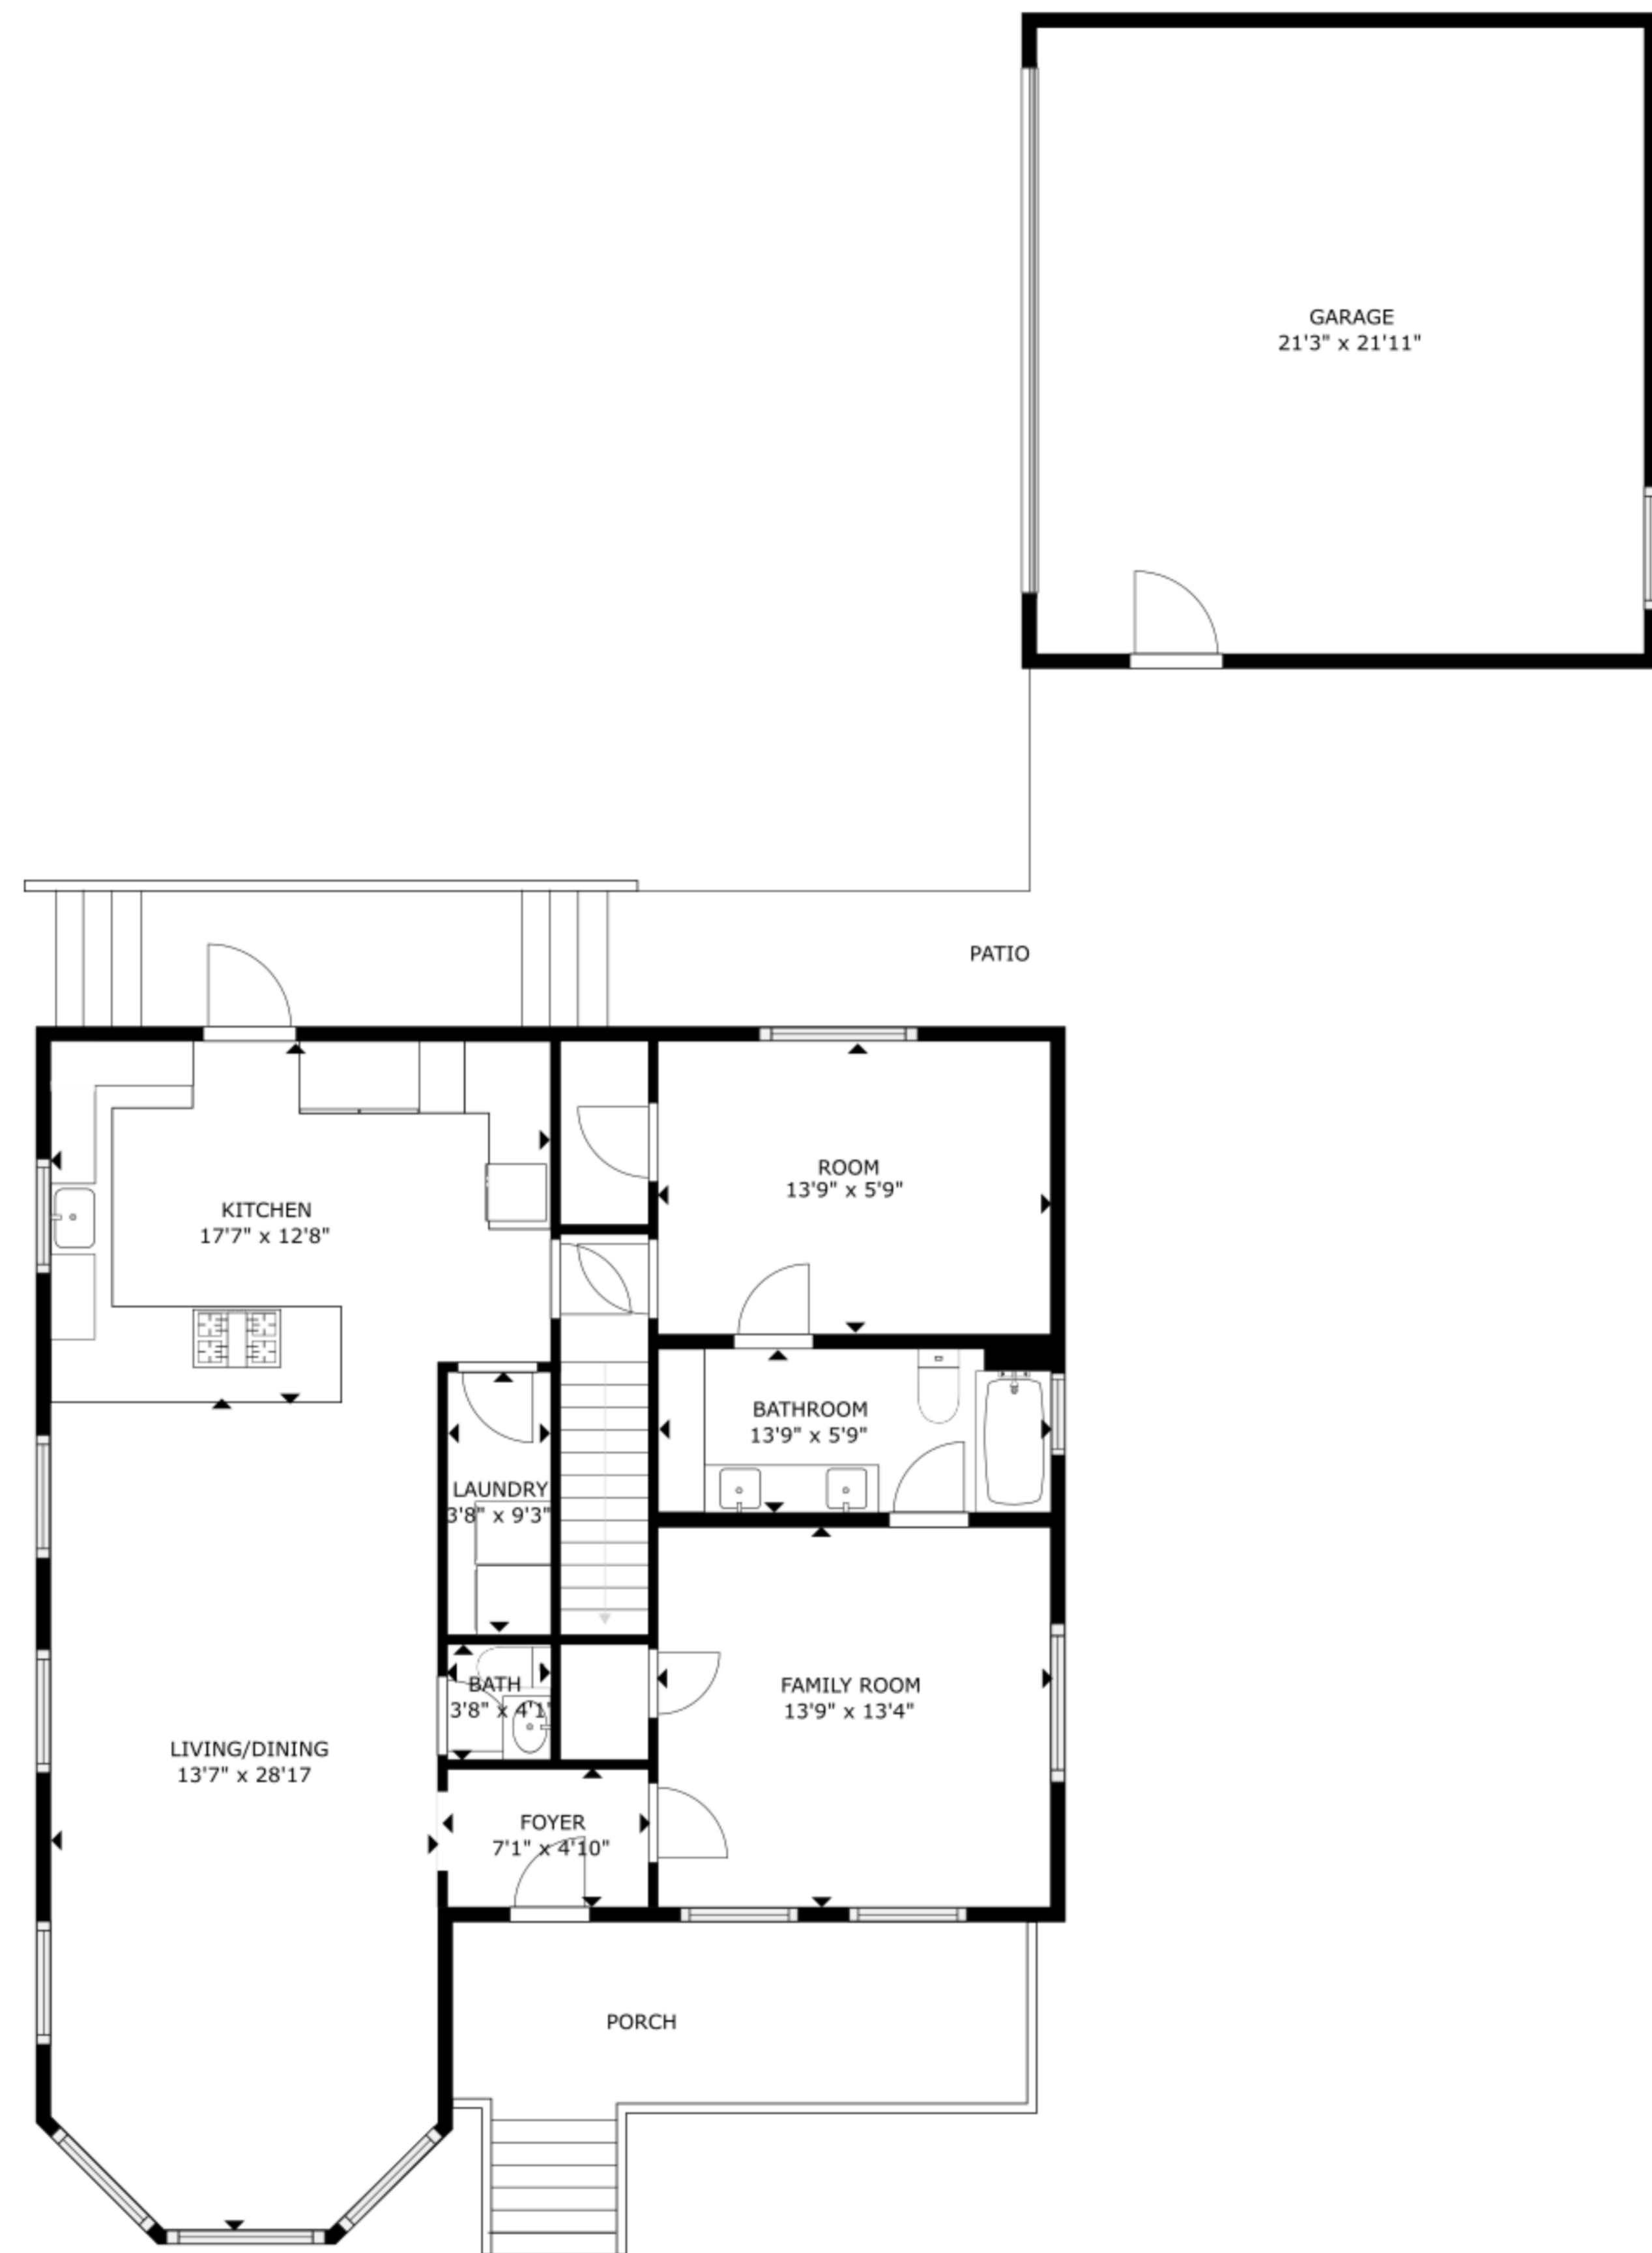 GARAGE
21'3" x 21'11"
PATIO
ROOM
13'9" x 5'9"
KITCHEN
17'7" x 12'8"
BATHROOM
13'9" x 5'9"
LAUNDRY
3'8" x 9'3"
BATH
3'8" x 4'1"
FAMILY ROOM
13'9" x 13'4"
LIVING/DINING
13'7" x 28'17
FOYER
7'1" x 4'10"
PORCH